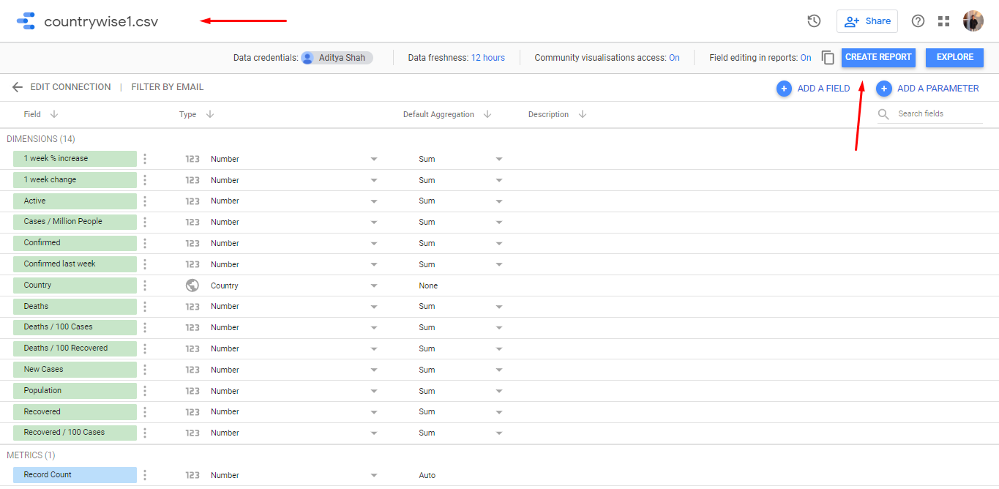 countrywise1.csv
Share
Data credentials: Aditya Shah
Data freshness: 12 hours
Community visualisations access: On
Field editing in reports: On
CREATE REPORT
EXPLORE
EDIT CONNECTION | FILTER BY EMAIL
ADD A FIELD
ADD A PARAMETER
Field Type Default Aggregation Description Search fields
DIMENSIONS (14)
1 week % increase 123 Number Sum
1 week change 123 Number Sum
Active 123 Number Sum
Cases / Million People 123 Number Sum
Confirmed 123 Number Sum
Confirmed last week 123 Number Sum
Country Country None
Deaths 123 Number Sum
Deaths / 100 Cases 123 Number Sum
Deaths / 100 Recovered 123 Number Sum
New Cases 123 Number Sum
Population 123 Number Sum
Recovered 123 Number Sum
Recovered / 100 Cases 123 Number Sum
METRICS (1)
Record Count 123 Number Auto